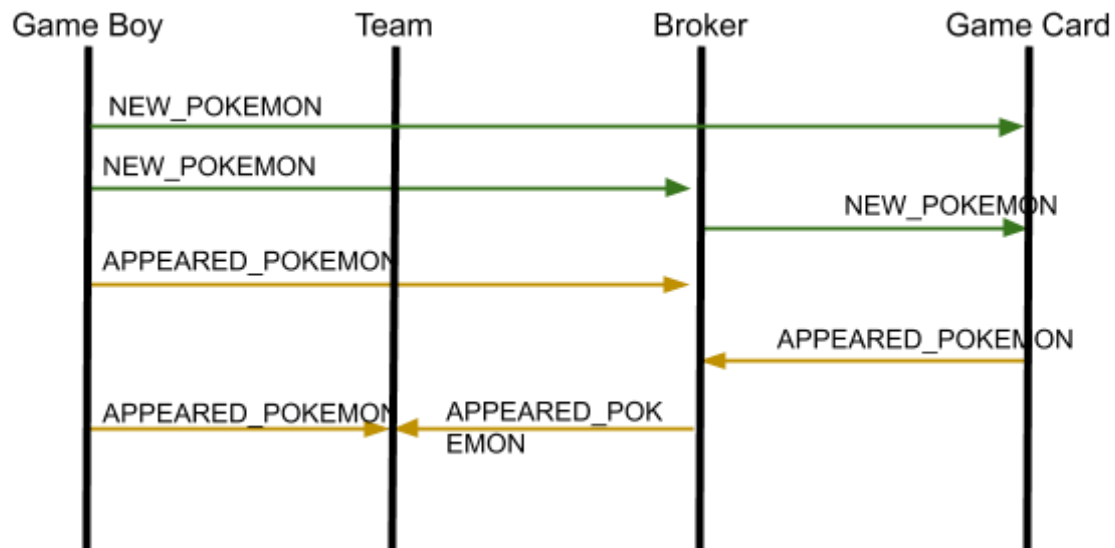 Game Boy
Team
Broker
Game Card
NEW_POKEMON
NEW_POKEMON
NEW_POKEMON
APPEARED_POKEMON
APPEARED_POKEMON
APPEARED_POKEMON
APPEARED_POK
EMON